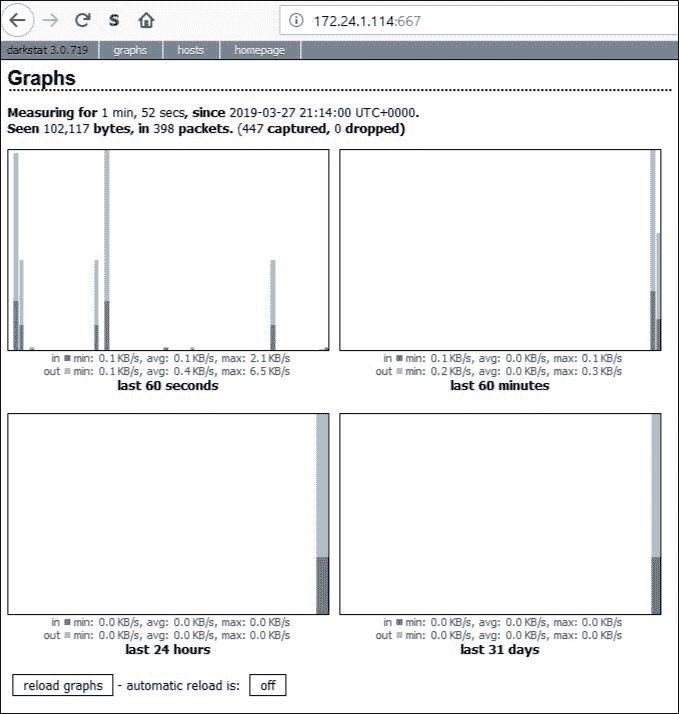 172.24.1.114:667
darkstat 3.0.719 graphs hosts homepage
Graphs
Measuring for 1 min, 52 secs, since 2019-03-27 21:14:00 UTC+0000.
Seen 102,117 bytes, in 398 packets. (447 captured, 0 dropped)
in min: 0.1 KB/s, avg: 0.1 KB/s, max: 2.1 KB/s
out min: 0.1 KB/s, avg: 0.4 KB/s, max: 6.5 KB/s
last 60 seconds
in min: 0.1 KB/s, avg: 0.0 KB/s, max: 0.1 KB/s
out min: 0.2 KB/s, avg: 0.0 KB/s, max: 0.3 KB/s
last 60 minutes
in min: 0.0 KB/s, avg: 0.0 KB/s, max: 0.0 KB/s
out min: 0.0 KB/s, avg: 0.0 KB/s, max: 0.0 KB/s
last 24 hours
in min: 0.0 KB/s, avg: 0.0 KB/s, max: 0.0 KB/s
out min: 0.0 KB/s, avg: 0.0 KB/s, max: 0.0 KB/s
last 31 days
reload graphs - automatic reload is: off